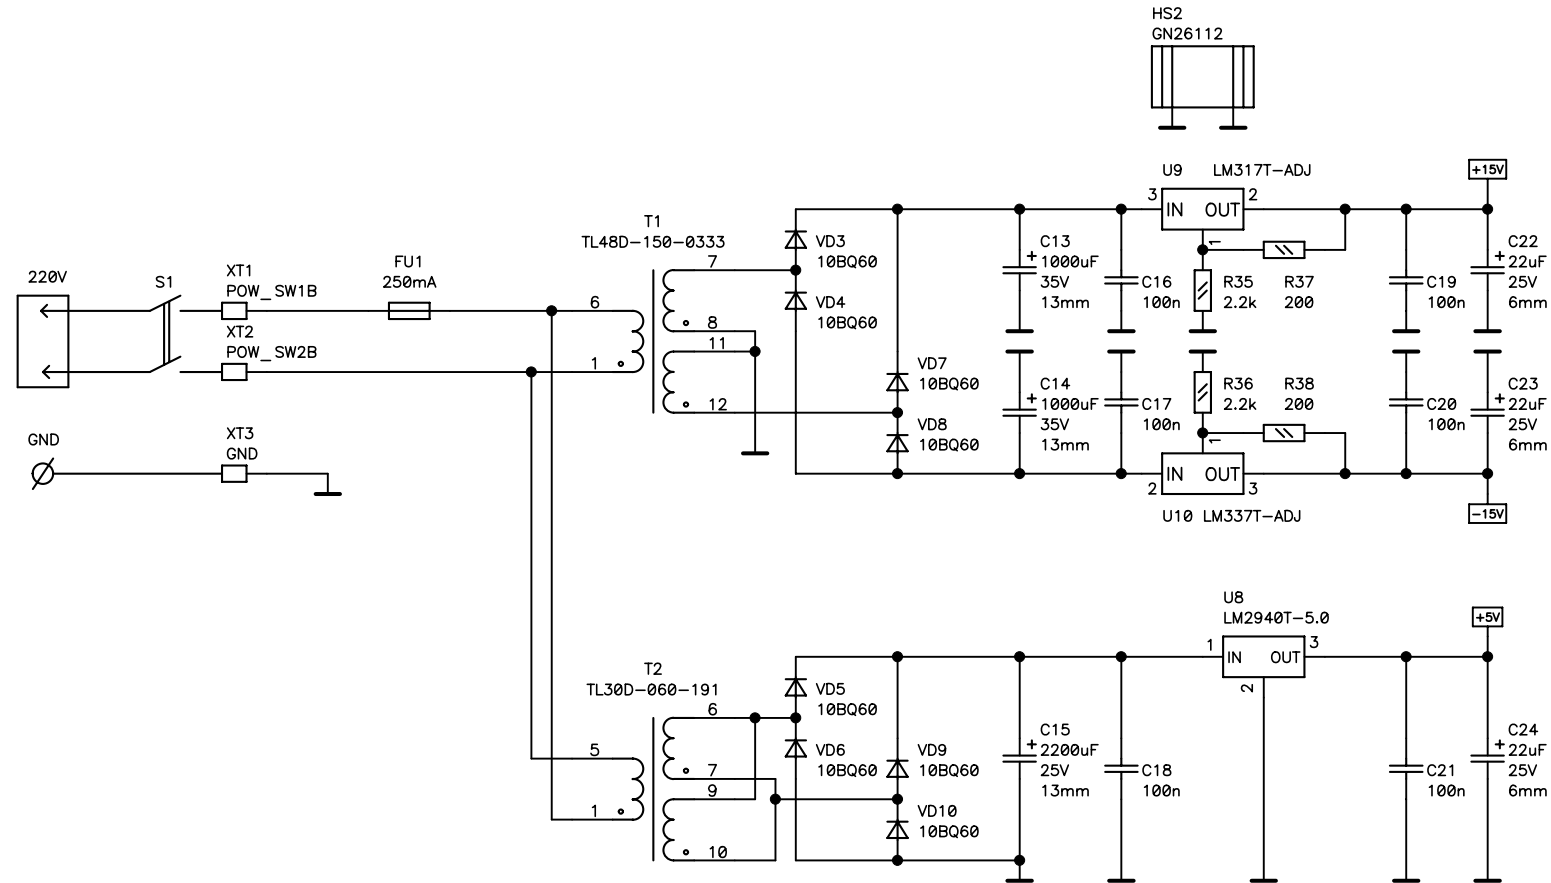 HS2
GN26112
U9 LM317T-ADJ
+15V
3 IN OUT 2
1
T1
TL48D-150-0333
VD3
10BQ60
VD4
10BQ60
C13
+ 1000uF
35V
13mm
C16
100n
R35
2.2k
R37
200
C19
100n
C22
+ 22uF
25V
6mm
220V
S1
XT1
POW_SW1B
XT2
POW_SW2B
FU1
250mA
6
1
7
8
11
12
VD7
10BQ60
VD8
10BQ60
C14
+ 1000uF
35V
13mm
C17
100n
R36
2.2k
R38
200
C20
100n
C23
+ 22uF
25V
6mm
GND
XT3
GND
1
2 IN OUT 3
U10 LM337T-ADJ
-15V
U8
LM2940T-5.0
+5V
1 IN OUT 3
2
T2
TL30D-060-191
5
1
6
7
9
10
VD5
10BQ60
VD6
10BQ60
VD9
10BQ60
VD10
10BQ60
C15
+ 2200uF
25V
13mm
C18
100n
C21
100n
C24
+ 22uF
25V
6mm